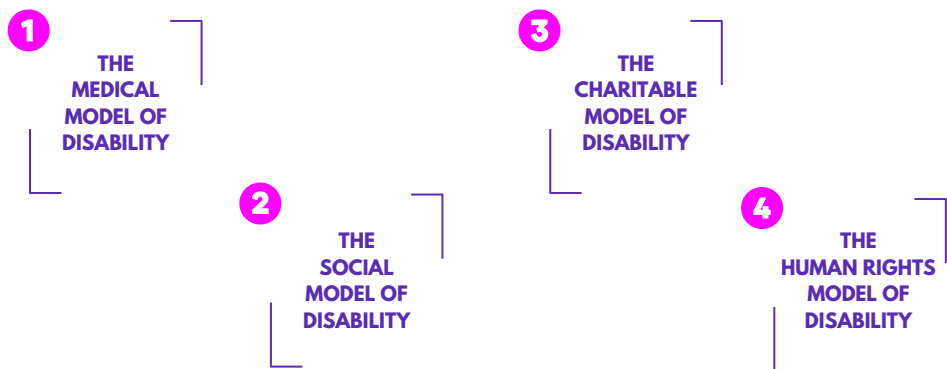 1
THE
MEDICAL
MODEL OF
DISABILITY
2
THE
SOCIAL
MODEL OF
DISABILITY
3
THE
CHARITABLE
MODEL OF
DISABILITY
4
THE
HUMAN RIGHTS
MODEL OF
DISABILITY